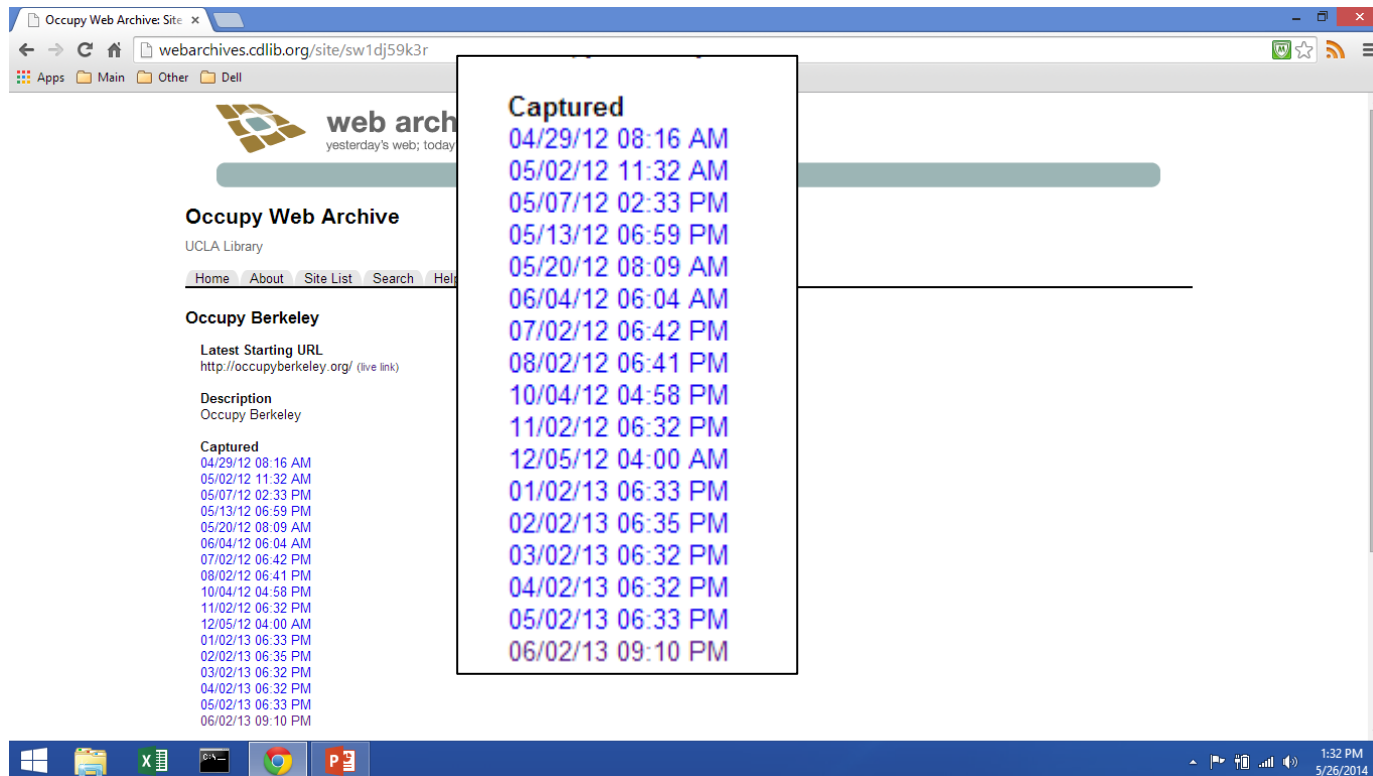 Occupy Web Archive: Site
webarchives.cdlib.org/site/sw1dj59k3r
Apps Main Other Dell
web arch
yesterday's web; today
Occupy Web Archive
UCLA Library
Home About Site List Search Help
Occupy Berkeley
Latest Starting URL
http://occupyberkeley.org/ (live link)
Description
Occupy Berkeley
Captured
04/29/12 08:16 AM
05/02/12 11:32 AM
05/07/12 02:33 PM
05/13/12 06:59 PM
05/20/12 08:09 AM
06/04/12 06:04 AM
07/02/12 06:42 PM
08/02/12 06:41 PM
10/04/12 04:58 PM
11/02/12 06:32 PM
12/05/12 04:00 AM
01/02/13 06:33 PM
02/02/13 06:35 PM
03/02/13 06:32 PM
04/02/13 06:32 PM
05/02/13 06:33 PM
06/02/13 09:10 PM
Captured
04/29/12 08:16 AM
05/02/12 11:32 AM
05/07/12 02:33 PM
05/13/12 06:59 PM
05/20/12 08:09 AM
06/04/12 06:04 AM
07/02/12 06:42 PM
08/02/12 06:41 PM
10/04/12 04:58 PM
11/02/12 06:32 PM
12/05/12 04:00 AM
01/02/13 06:33 PM
02/02/13 06:35 PM
03/02/13 06:32 PM
04/02/13 06:32 PM
05/02/13 06:33 PM
06/02/13 09:10 PM
1:32 PM
5/26/2014